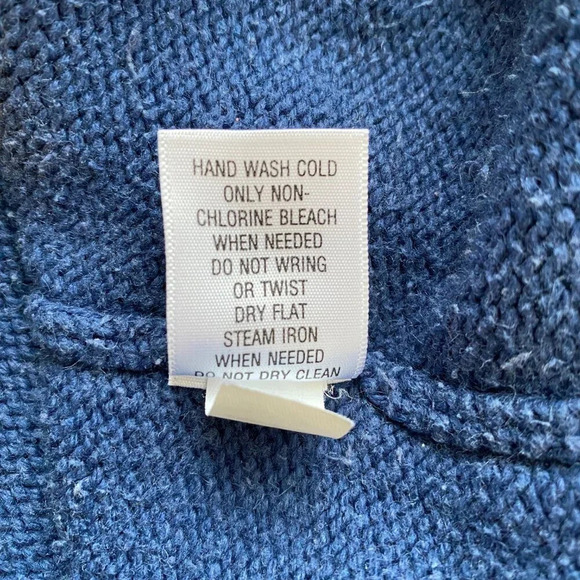 HAND WASH COLD
ONLY NON-
CHLORINE BLEACH
WHEN NEEDED
DO NOT WRING
OR TWIST
DRY FLAT
STEAM IRON
WHEN NEEDED
DO NOT DRY CLEAN